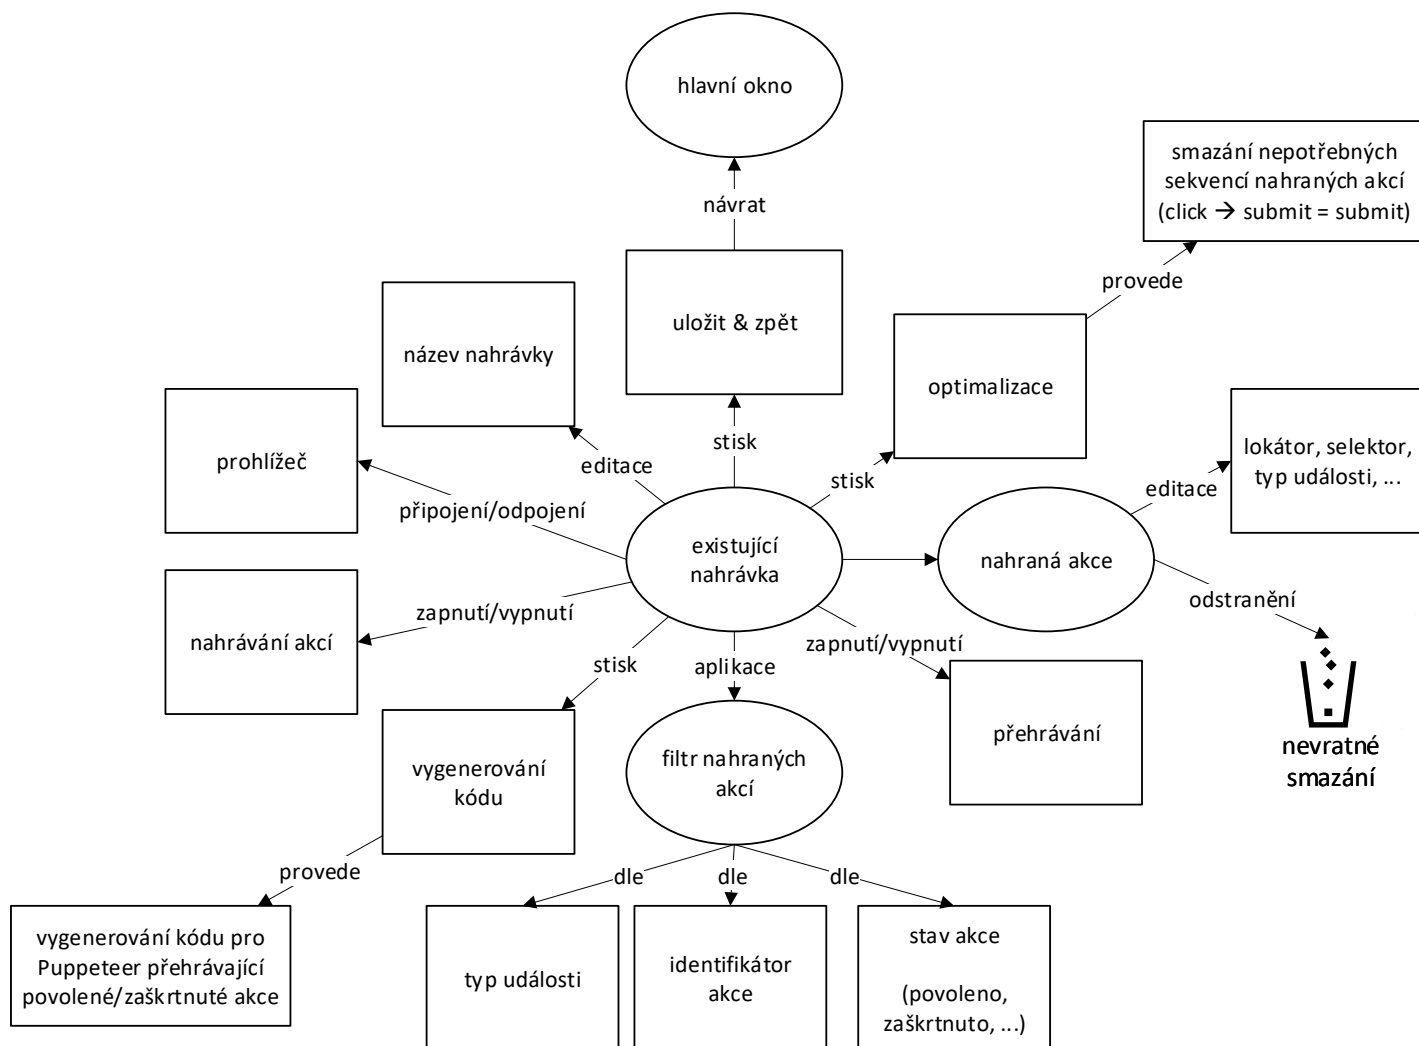 hlavní okno
smazání nepotřebných
sekvencí nahraných akcí
(click → submit = submit)
návrat
provede
uložit & zpět
název nahrávky
optimalizace
prohlížeč
lokátor, selektor,
typ události, ...
stisk
editace
stisk
editace
připojení/odpojení
existující
nahrávka
nahraná akce
odstranění
zapnutí/vypnutí
nahrávání akcí
zapnutí/vypnutí
stisk
aplikace
přehrávání
nevratné
smazání
filtr nahraných
akcí
vygenerování
kódu
provede
dle
dle
dle
vygenerování kódu pro
Puppeteer přehrávající
povolené/zaškrtnuté akce
typ události
identifikátor
akce
stav akce
(povoleno,
zaškrtnuto, ...)